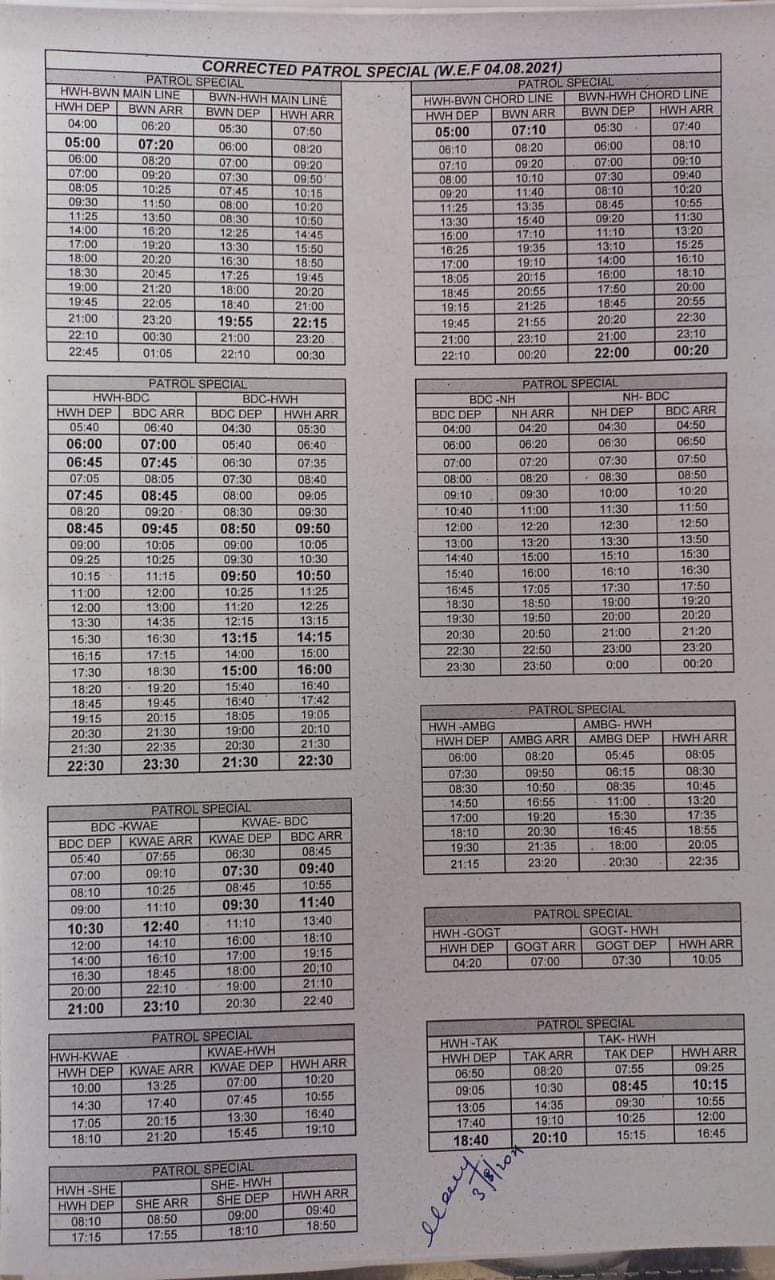 CORRECTED PATROL SPECIAL (W.E.F 04.08.2021)
PATROL SPECIAL
HWH-BWN MAIN LINE BWN-HWH MAIN LINE
HWH DEP BWN ARR BWN DEP HWH ARR
04:00 06:20 05:30 07:50
05:00 07:20 06:00 08:20
06:00 08:20 07:00 09:20
07:00 09:20 07:30 09:50
08:05 10:25 07:45 10:15
09:30 11:50 08:00 10:20
11:25 13:50 08:30 10:50
14:00 16:20 12:25 14:45
17:00 19:20 13:30 15:50
18:00 20:20 16:30 18:50
18:30 20:45 17:25 19:45
19:00 21:20 18:00 20:20
19:45 22:05 18:40 21:00
21:00 23:20 19:55 22:15
22:10 00:30 21:00 23:20
22:45 01:05 22:10 00:30
PATROL SPECIAL
HWH-BWN CHORD LINE BWN-HWH CHORD LINE
HWH DEP BWN ARR BWN DEP HWH ARR
05:00 07:10 05:30 07:40
06:10 08:20 06:00 08:10
07:10 09:20 07:00 09:10
08:00 10:10 07:30 09:40
09:20 11:40 08:10 10:20
11:25 13:35 08:45 10:55
13:30 15:40 09:20 11:30
15:00 17:10 11:10 13:20
16:25 19:35 13:10 15:25
17:00 19:10 14:00 16:10
18:05 20:15 16:00 18:10
18:45 20:55 17:50 20:00
19:15 21:25 18:45 20:55
19:45 21:55 20:20 22:30
21:00 23:10 21:00 23:10
22:10 00:20 22:00 00:20
PATROL SPECIAL
HWH-BDC BDC-HWH
HWH DEP BDC ARR BDC DEP HWH ARR
05:40 06:40 04:30 05:30
06:00 07:00 05:40 06:40
06:45 07:45 06:30 07:35
07:05 08:05 07:30 08:40
07:45 08:45 08:00 09:05
08:20 09:20 08:30 09:30
08:45 09:45 08:50 09:50
09:00 10:05 09:00 10:05
09:25 10:25 09:30 10:30
10:15 11:15 09:50 10:50
11:00 12:00 10:25 11:25
12:00 13:00 11:20 12:25
13:30 14:35 12:15 13:15
15:30 16:30 13:15 14:15
16:15 17:15 14:00 15:00
17:30 18:30 15:00 16:00
18:20 19:20 15:40 16:40
18:45 19:45 16:40 17:42
19:15 20:15 18:05 19:05
20:30 21:30 19:00 20:10
21:30 22:35 20:30 21:30
22:30 23:30 21:30 22:30
PATROL SPECIAL
BDC -NH NH- BDC
BDC DEP NH ARR NH DEP BDC ARR
04:00 04:20 04:30 04:50
06:00 06:20 06:30 06:50
07:00 07:20 07:30 07:50
08:00 08:20 08:30 08:50
09:10 09:30 10:00 10:20
10:40 11:00 11:30 11:50
12:00 12:20 12:30 12:50
13:00 13:20 13:30 13:50
14:40 15:00 15:10 15:30
15:40 16:00 16:10 16:30
16:45 17:05 17:30 17:50
18:30 18:50 19:00 19:20
19:30 19:50 20:00 20:20
20:30 20:50 21:00 21:20
22:30 22:50 23:00 23:20
23:30 23:50 0:00 00:20
PATROL SPECIAL
HWH -AMBG AMBG- HWH
HWH DEP AMBG ARR AMBG DEP HWH ARR
06:00 08:20 05:45 08:05
07:30 09:50 06:15 08:30
08:30 10:50 08:35 10:45
14:50 16:55 11:00 13:20
17:00 19:20 15:30 17:35
18:10 20:30 16:45 18:55
19:30 21:35 18:00 20:05
21:15 23:20 20:30 22:35
PATROL SPECIAL
BDC -KWAE KWAE- BDC
BDC DEP KWAE ARR KWAE DEP BDC ARR
05:40 07:55 06:30 08:45
07:00 09:10 07:30 09:40
08:10 10:25 08:45 10:55
09:00 11:10 09:30 11:40
10:30 12:40 11:10 13:40
12:00 14:10 16:00 18:10
14:00 16:10 17:00 19:15
16:30 18:45 18:00 20:10
20:00 22:10 19:00 21:10
21:00 23:10 20:30 22:40
PATROL SPECIAL
HWH -GOGT GOGT- HWH
HWH DEP GOGT ARR GOGT DEP HWH ARR
04:20 07:00 07:30 10:05
PATROL SPECIAL
HWH-KWAE KWAE-HWH
HWH DEP KWAE ARR KWAE DEP HWH ARR
10:00 13:25 07:00 10:20
14:30 17:40 07:45 10:55
17:05 20:15 13:30 16:40
18:10 21:20 15:45 19:10
PATROL SPECIAL
HWH -TAK TAK- HWH
HWH DEP TAK ARR TAK DEP HWH ARR
06:50 08:20 07:55 09:25
09:05 10:30 08:45 10:15
13:05 14:35 09:30 10:55
17:40 19:10 10:25 12:00
18:40 20:10 15:15 16:45
PATROL SPECIAL
HWH -SHE SHE- HWH
HWH DEP SHE ARR SHE DEP HWH ARR
08:10 08:50 09:00 09:40
17:15 17:55 18:10 18:50